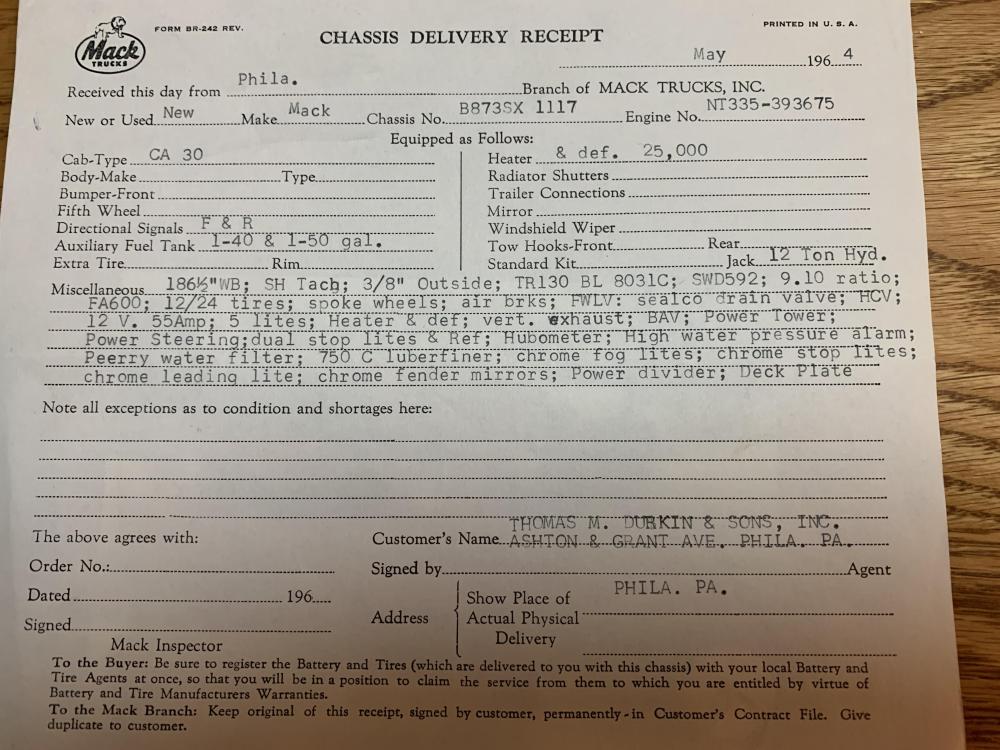 Mack
TRUCKS
FORM BR-242 REV.
PRINTED IN U. S. A.
CHASSIS DELIVERY RECEIPT
May 196 4
Received this day from Phila. Branch of MACK TRUCKS, INC.
New or Used New Make Mack Chassis No. B873SX 1117 Engine No. NT335-393675
Equipped as Follows:
Cab-Type CA 30
Body-Make Type
Bumper-Front
Fifth Wheel
Directional Signals F & R
Auxiliary Fuel Tank 1-40 & 1-50 gal.
Extra Tire Rim
Heater & def. 25,000
Radiator Shutters
Trailer Connections
Mirror
Windshield Wiper
Tow Hooks-Front Rear
Standard Kit Jack 12 Ton Hyd.
Miscellaneous 186½"WB; SH Tach; 3/8" Outside; TR130 BL 8031C; SWD592; 9.10 ratio;
FA600; 12/24 tires; spoke wheels; air brks; FWLV: sealco drain valve; HCV;
12 V. 55Amp; 5 lites; Heater & def; vert. exhaust; BAV; Power Tower;
Power Steering;dual stop lites & Ref; Hubometer; High water pressure alarm;
Peerry water filter; 750 C luberfiner; chrome fog lites; chrome stop lites;
chrome leading lite; chrome fender mirrors; Power divider; Deck Plate
Note all exceptions as to condition and shortages here:
The above agrees with:
Order No.:
Dated 196
Signed
Mack Inspector
THOMAS M. DURKIN & SONS, INC.
Customer's Name ASHTON & GRANT AVE. PHILA. PA.
Signed by Agent
Address Show Place of Actual Physical Delivery PHILA. PA.
To the Buyer: Be sure to register the Battery and Tires (which are delivered to you with this chassis) with your local Battery and
Tire Agents at once, so that you will be in a position to claim the service from them to which you are entitled by virtue of
Battery and Tire Manufacturers Warranties.
To the Mack Branch: Keep original of this receipt, signed by customer, permanently-in Customer's Contract File. Give
duplicate to customer.